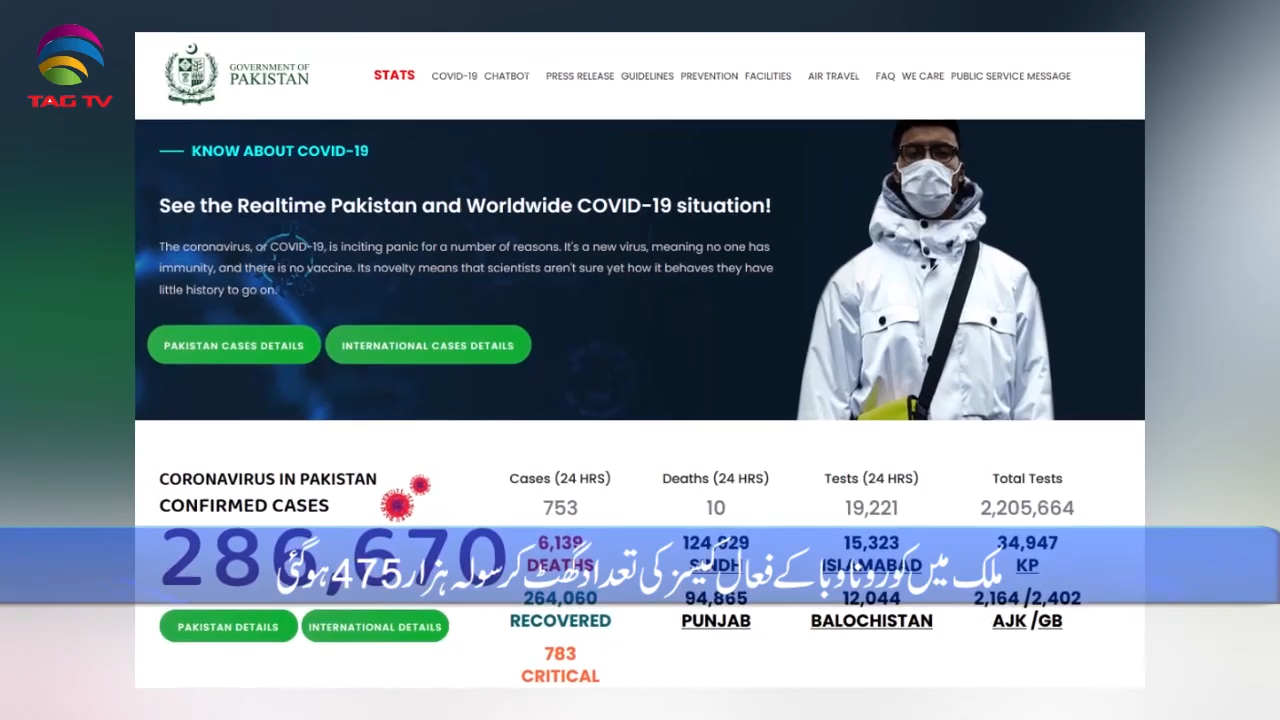 TAG TV
GOVERNMENT OF
PAKISTAN
STATS COVID-19 CHATBOT PRESS RELEASE GUIDELINES PREVENTION FACILITIES AIR TRAVEL FAQ WE CARE PUBLIC SERVICE MESSAGE
KNOW ABOUT COVID-19
See the Realtime Pakistan and Worldwide COVID-19 situation!
The coronavirus, or COVID-19, is inciting panic for a number of reasons. It's a new virus, meaning no one has
immunity, and there is no vaccine. Its novelty means that scientists aren't sure yet how it behaves they have
little history to go on.
PAKISTAN CASES DETAILS INTERNATIONAL CASES DETAILS
CORONAVIRUS IN PAKISTAN
CONFIRMED CASES
286,670
PAKISTAN DETAILS INTERNATIONAL DETAILS
Cases (24 HRS) Deaths (24 HRS) Tests (24 HRS) Total Tests
753 10 19,221 2,205,664
6,139 124,929 15,323 34,947
DEATHS SINDH ISLAMABAD KP
264,060 94,865 12,044 2,164 /2,402
RECOVERED PUNJAB BALOCHISTAN AJK /GB
783
CRITICAL
ملک میں کورونا وبا کے فعال کیسز کی تعداد گھٹ کر سولہ ہزار 475 ہوگئی